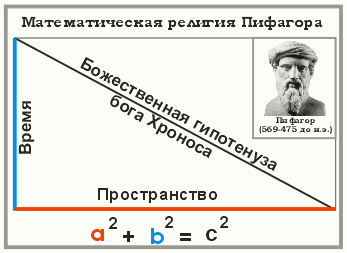 Математическая религия Пифагора
Божественная гипотенуза
бога Хроноса
Время
Пифагор
(569-475 до н.э.)
Пространство
a² + b² = c²